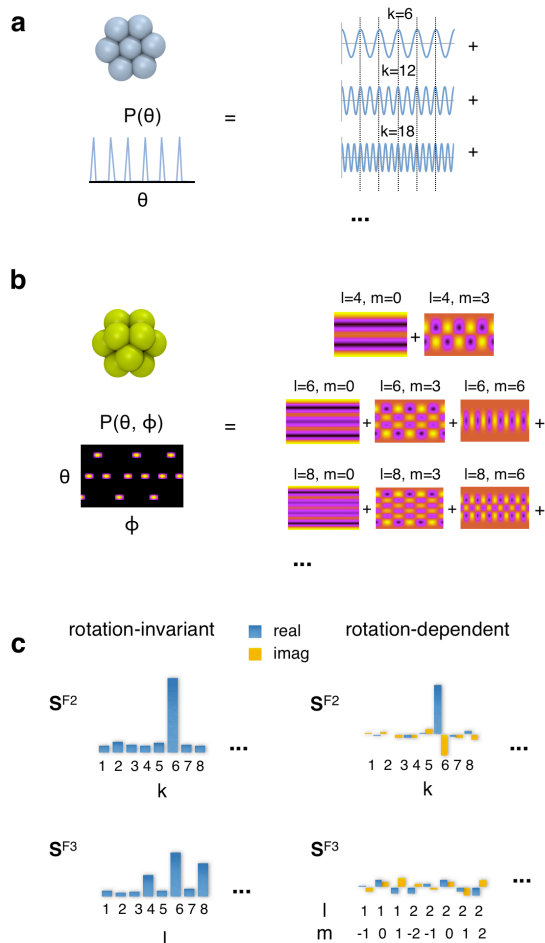 a
k=6
+
k=12
P(θ)
=
+
k=18
+
θ
...
b
l=4, m=0
l=4, m=3
+
l=6, m=0
l=6, m=3
l=6, m=6
P(θ, ϕ)
=
+
+
+
θ
l=8, m=0
l=8, m=3
l=8, m=6
+
+
+
ϕ
...
c
rotation-invariant
real
imag
rotation-dependent
S^F2
...
1 2 3 4 5 6 7 8
k
S^F2
...
1 2 3 4 5 6 7 8
k
S^F3
...
1 2 3 4 5 6 7 8
l
S^F3
...
l 1 1 1 2 2 2 2 2
m -1 0 1 -2 -1 0 1 2